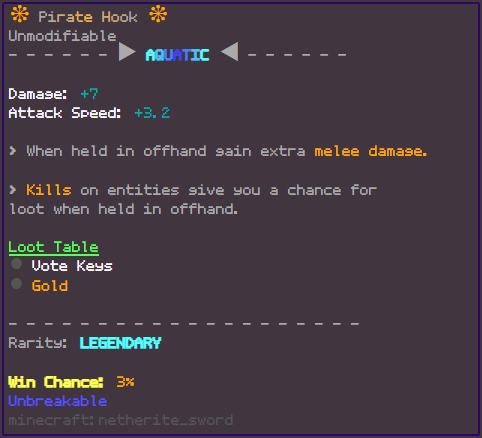 ❇ Pirate Hook ❇
Unmodifiable
- - - - - - ▶ AQUATIC ◀ - - - - - -
Damage: +7
Attack Speed: +3.2
> When held in offhand gain extra melee damage.
> Kills on entities give you a chance for
loot when held in offhand.
Loot Table
● Vote Keys
● Gold
- - - - - - - - - - - - - - - - - - - - -
Rarity: LEGENDARY
Win Chance: 3%
Unbreakable
minecraft:netherite_sword